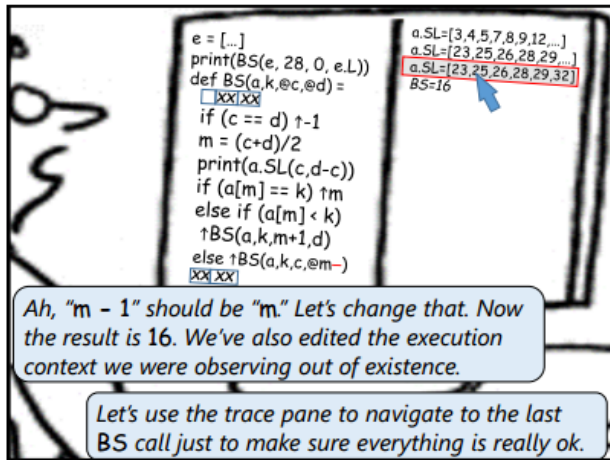 e = [...]
print(BS(e, 28, 0, e.L))
def BS(a,k,@c,@d) =
xx xx
if (c == d) ↑-1
m = (c+d)/2
print(a.SL(c,d-c))
if (a[m] == k) ↑m
else if (a[m] < k)
↑BS(a,k,m+1,d)
else ↑BS(a,k,c,@m–)
xx xx
a.SL=[3,4,5,7,8,9,12,...]
a.SL=[23,25,26,28,29,...]
a.SL=[23,25,26,28,29,32]
BS=16
Ah, “m – 1” should be “m.” Let’s change that. Now
the result is 16. We’ve also edited the execution
context we were observing out of existence.
Let’s use the trace pane to navigate to the last
BS call just to make sure everything is really ok.